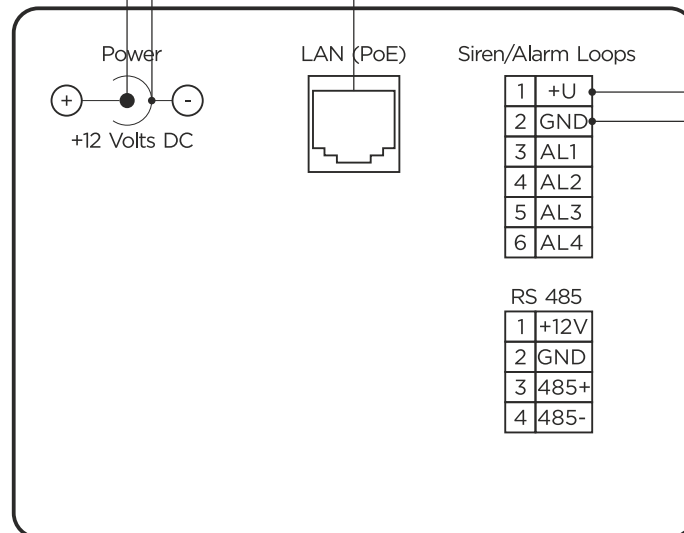 Power
LAN (PoE)
Siren/Alarm Loops
+ -
+12 Volts DC
1 +U
2 GND
3 AL1
4 AL2
5 AL3
6 AL4
RS 485
1 +12V
2 GND
3 485+
4 485-